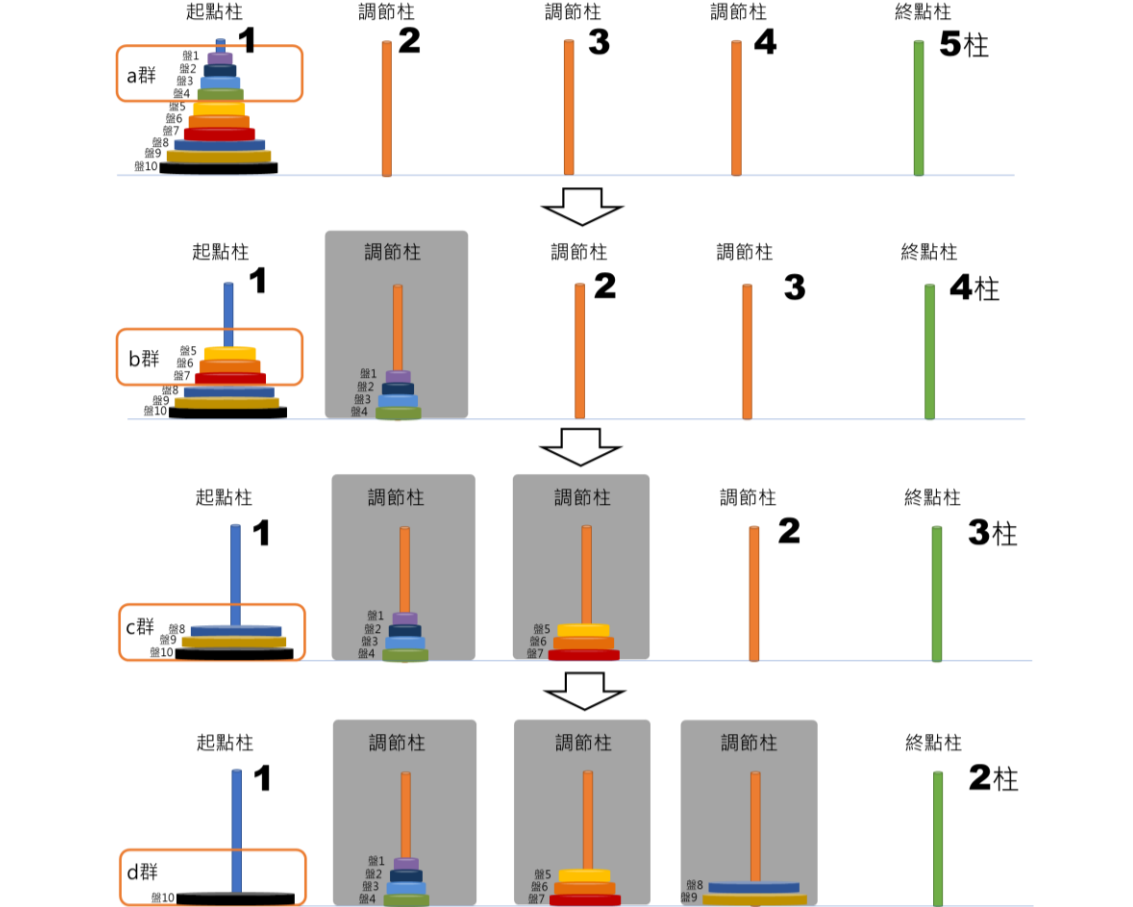 起點柱 調節柱 調節柱 調節柱 終點柱
1 2 3 4 5柱
a群
盤1
盤2
盤3
盤4
盤5
盤6
盤7
盤8
盤9
盤10
起點柱 調節柱 調節柱 調節柱 終點柱
1 2 3 4柱
b群
盤5
盤6
盤7
盤8
盤9
盤10
盤1
盤2
盤3
盤4
起點柱 調節柱 調節柱 調節柱 終點柱
1 2 3柱
c群
盤8
盤9
盤10
盤1
盤2
盤3
盤4
盤5
盤6
盤7
起點柱 調節柱 調節柱 調節柱 終點柱
1 2柱
d群
盤10
盤1
盤2
盤3
盤4
盤5
盤6
盤7
盤8
盤9